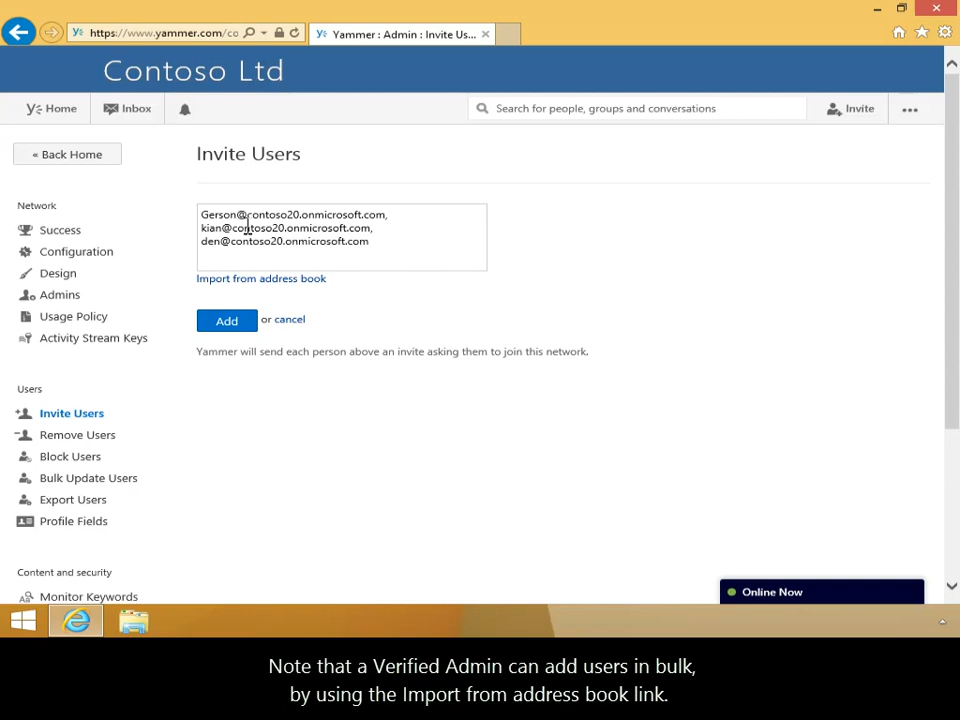 https://www.yammer.com/co
Yammer : Admin : Invite Us...
Contoso Ltd
Home
Inbox
Search for people, groups and conversations
Invite
« Back Home
Invite Users
Network
Success
Configuration
Design
Admins
Usage Policy
Activity Stream Keys
Gerson@contoso20.onmicrosoft.com,
kian@contoso20.onmicrosoft.com,
den@contoso20.onmicrosoft.com
Import from address book
Add or cancel
Yammer will send each person above an invite asking them to join this network.
Users
Invite Users
Remove Users
Block Users
Bulk Update Users
Export Users
Profile Fields
Content and security
Monitor Keywords
Online Now
Note that a Verified Admin can add users in bulk,
by using the Import from address book link.